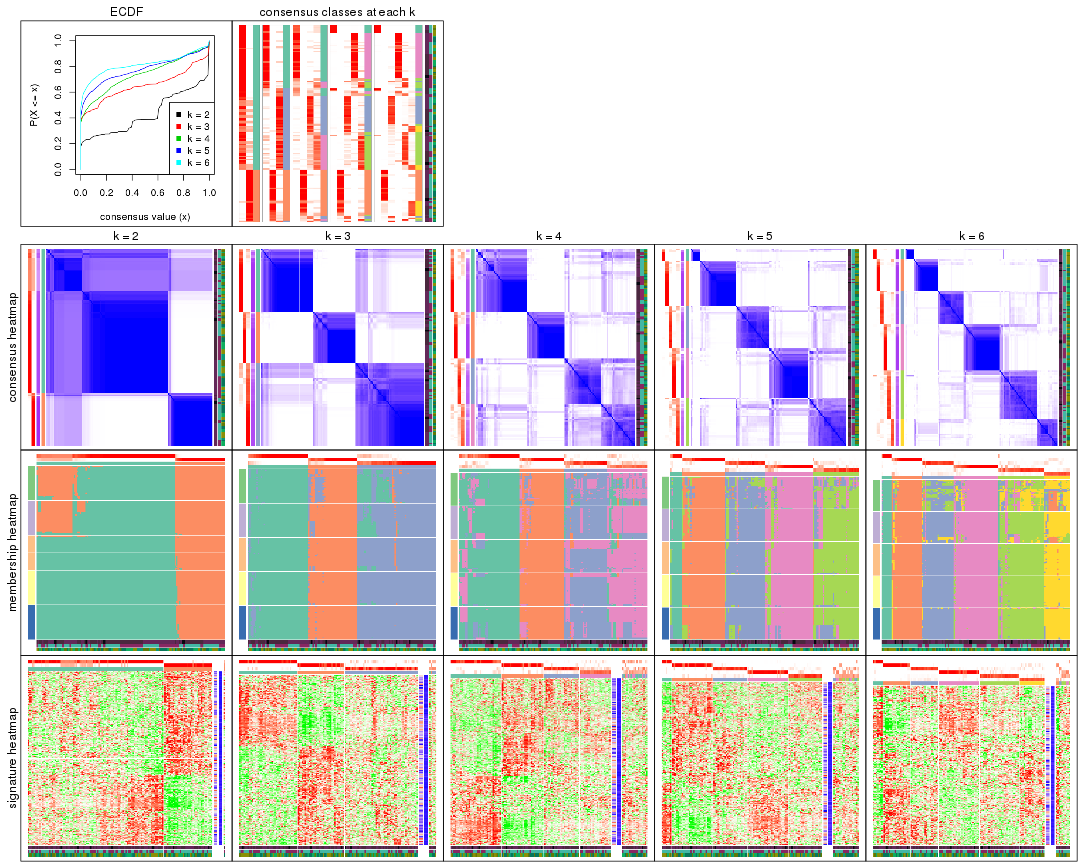 ECDF
consensus classes at each k
P(X <= x)
0.0 0.2 0.4 0.6 0.8 1.0
k = 2
k = 3
k = 4
k = 5
k = 6
0.0 0.2 0.4 0.6 0.8 1.0
consensus value (x)
k = 2
k = 3
k = 4
k = 5
k = 6
consensus heatmap
membership heatmap
signature heatmap